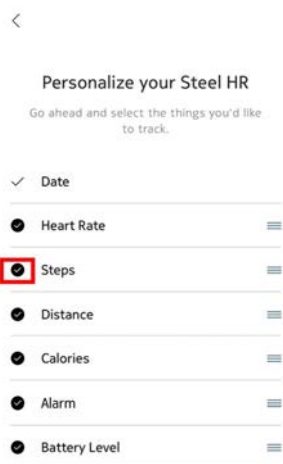 Personalize your Steel HR
Go ahead and select the things you'd like
to track.
Date
Heart Rate
Steps
Distance
Calories
Alarm
Battery Level